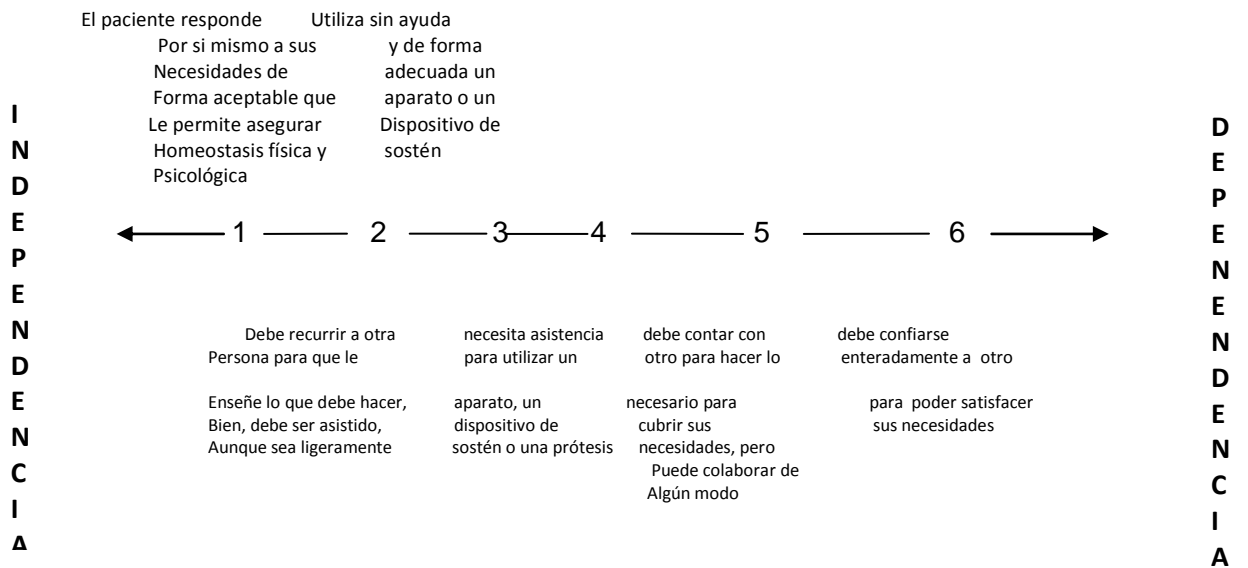 El paciente responde
Por si mismo a sus
Necesidades de
Forma aceptable que
Le permite asegurar
Homeostasis física y
Psicológica
Utiliza sin ayuda
y de forma
adecuada un
aparato o un
Dispositivo de
sostén
I
N
D
E
P
E
N
D
E
N
C
I
A
1 2 3 4 5 6
Debe recurrir a otra
Persona para que le
Enseñe lo que debe hacer,
Bien, debe ser asistido,
Aunque sea ligeramente
necesita asistencia
para utilizar un
aparato, un
dispositivo de
sostén o una prótesis
debe contar con
otro para hacer lo
necesario para
cubrir sus
necesidades, pero
Puede colaborar de
Algún modo
debe confiarse
enteradamente a otro
para poder satisfacer
sus necesidades
D
E
P
E
N
D
E
N
C
I
A